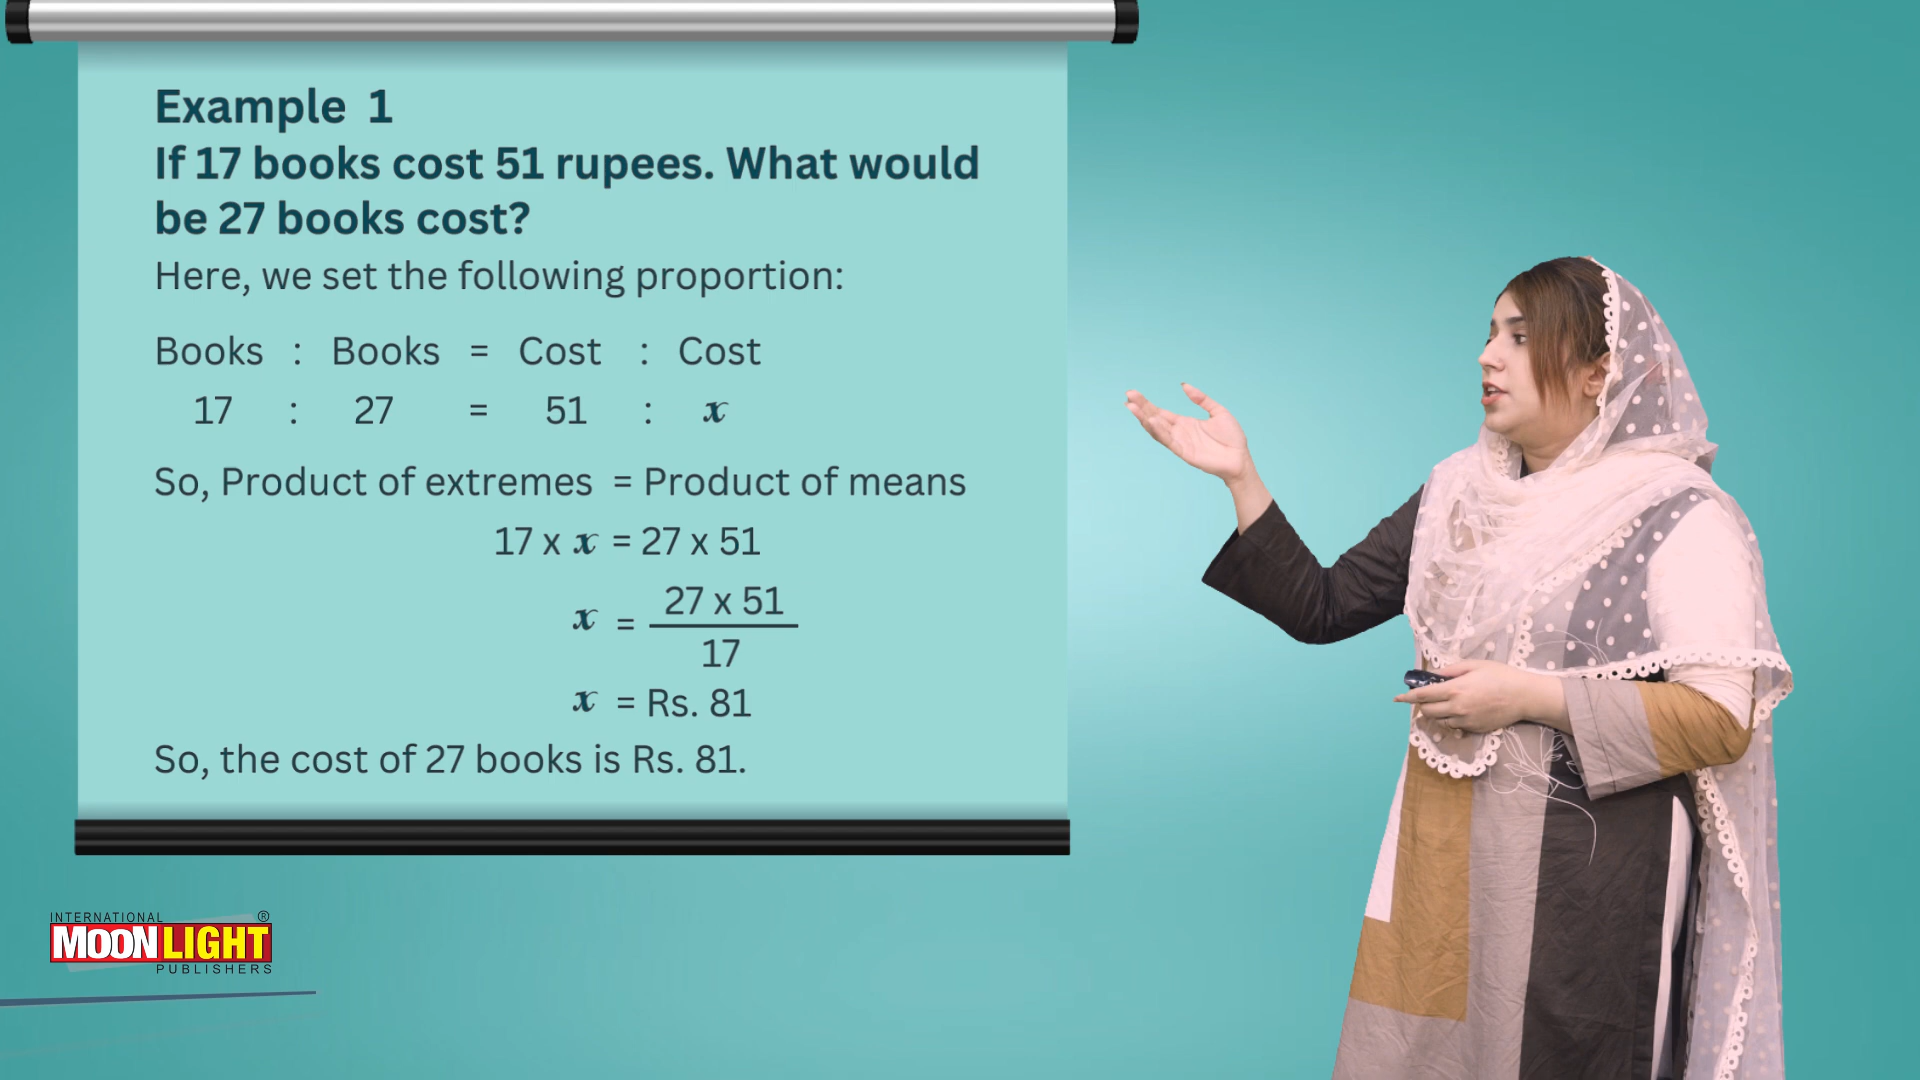 Example 1
If 17 books cost 51 rupees. What would
be 27 books cost?
Here, we set the following proportion:
Books : Books = Cost : Cost
17 : 27 = 51 : x
So, Product of extremes = Product of means
17 x x = 27 x 51
x = 27 x 51
17
x = Rs. 81
So, the cost of 27 books is Rs. 81.
INTERNATIONAL ®
MOONLIGHT
PUBLISHERS